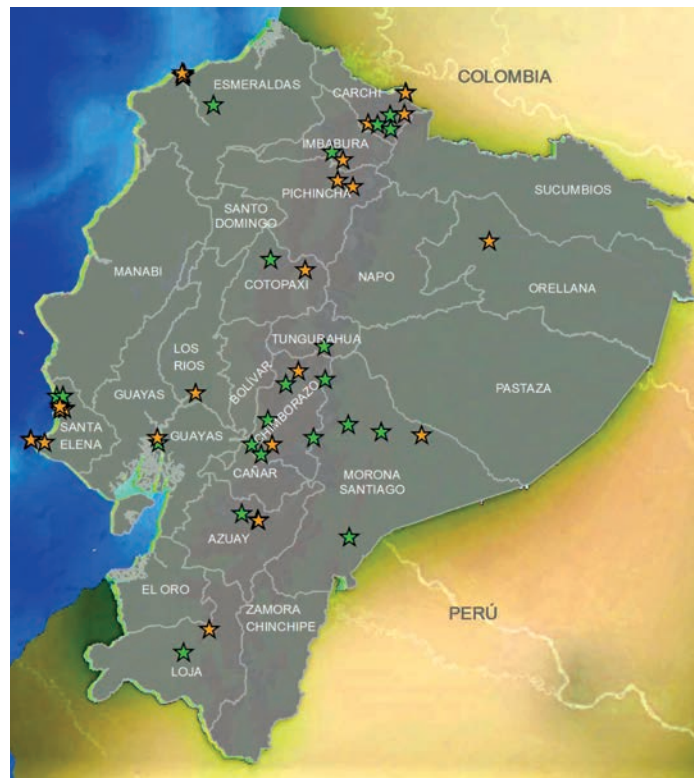 COLOMBIA
ESMERALDAS
CARCHI
IMBABURA
SUCUMBIOS
PICHINCHA
SANTO
DOMINGO
MANABI
COTOPAXI
NAPO
ORELLANA
TUNGURAHUA
LOS
RIOS
BOLÍVAR
PASTAZA
GUAYAS
CHIMBORAZO
SANTA
ELENA
GUAYAS
CAÑAR
MORONA
SANTIAGO
AZUAY
EL ORO
ZAMORA
CHINCHIPE
PERÚ
LOJA